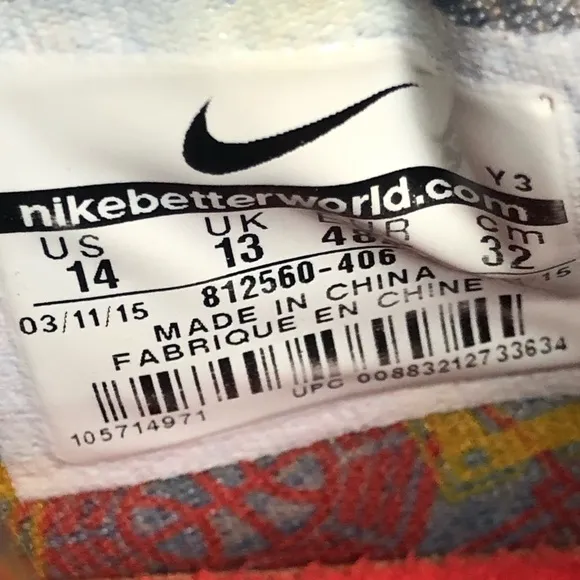 Y3
nikebetterworld.com
US UK EUR cm
14 13 48 32
812560-406
03/11/15 15
MADE IN CHINA
FABRIQUE EN CHINE
105714971 UPC 00883212733634